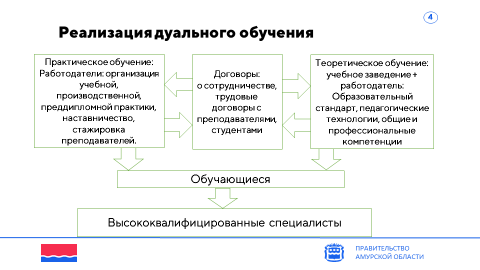 4
Реализация дуального обучения
Практическое обучение:
Работодатели: организация
учебной,
производственной,
преддипломной практики,
наставничество,
стажировка
преподавателей.
Договоры:
о сотрудничестве,
трудовые
договоры с
преподавателями,
студентами
Теоретическое обучение:
учебное заведение +
работодатель:
Образовательный
стандарт, педагогические
технологии, общие и
профессиональные
компетенции
Обучающиеся
Высококвалифицированные специалисты
ПРАВИТЕЛЬСТВО
АМУРСКОЙ ОБЛАСТИ